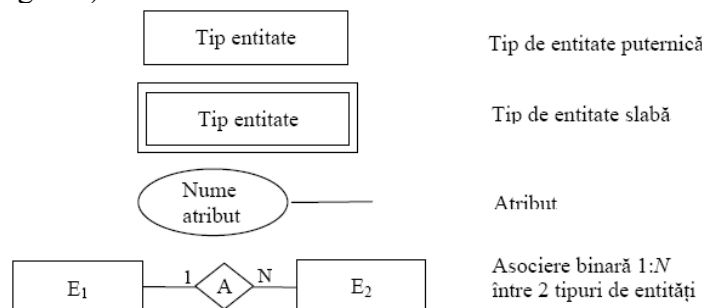 Tip entitate
Tip de entitate puternică
Tip entitate
Tip de entitate slabă
Nume
atribut
Atribut
E1
1
A
N
E2
Asociere binară 1:N
între 2 tipuri de entități